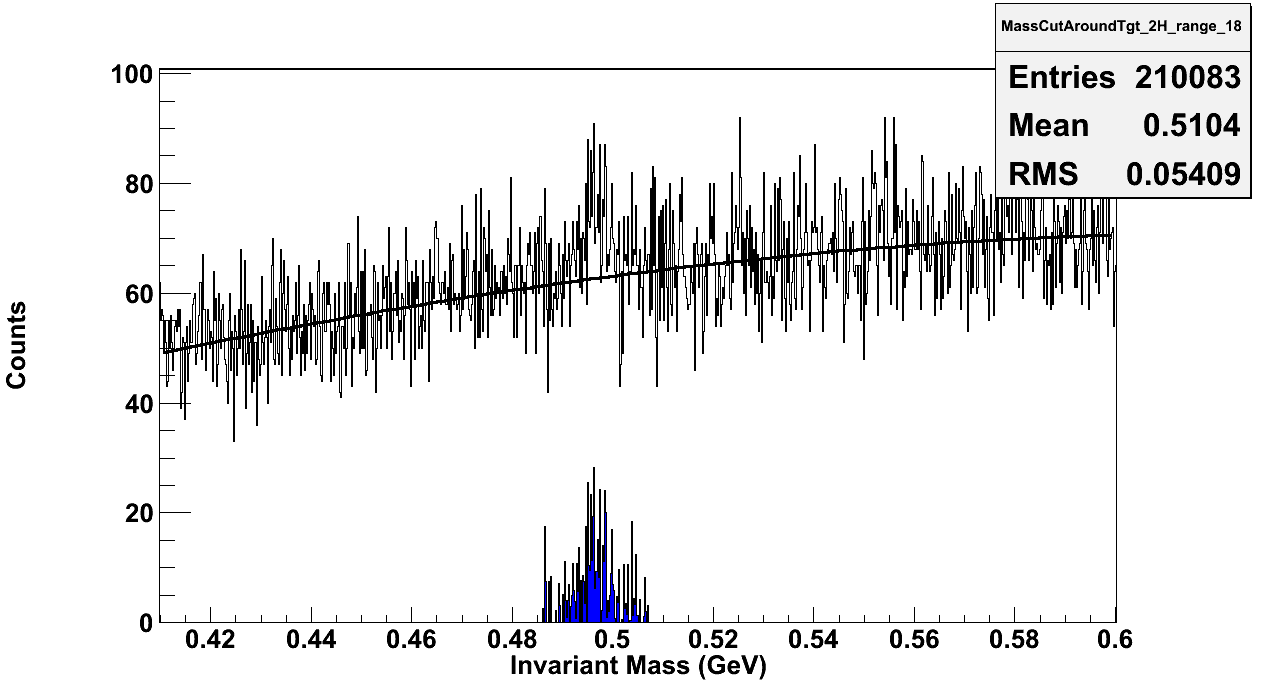 MassCutAroundTgt_2H_range_18
Entries 210083
Mean 0.5104
RMS 0.05409
100
80
60
40
20
0
Counts
0.42 0.44 0.46 0.48 0.5 0.52 0.54 0.56 0.58 0.6
Invariant Mass (GeV)